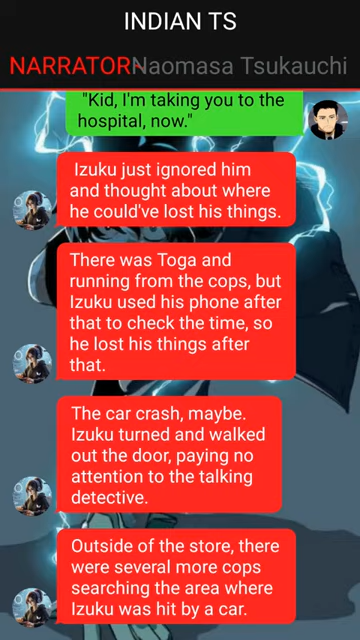 INDIAN TS
NARRATOR Naomasa Tsukauchi
"Kid, I'm taking you to the
hospital, now."
Izuku just ignored him
and thought about where
he could've lost his things.
There was Toga and
running from the cops, but
Izuku used his phone after
that to check the time, so
he lost his things after
that.
The car crash, maybe.
Izuku turned and walked
out the door, paying no
attention to the talking
detective.
Outside of the store, there
were several more cops
searching the area where
Izuku was hit by a car.